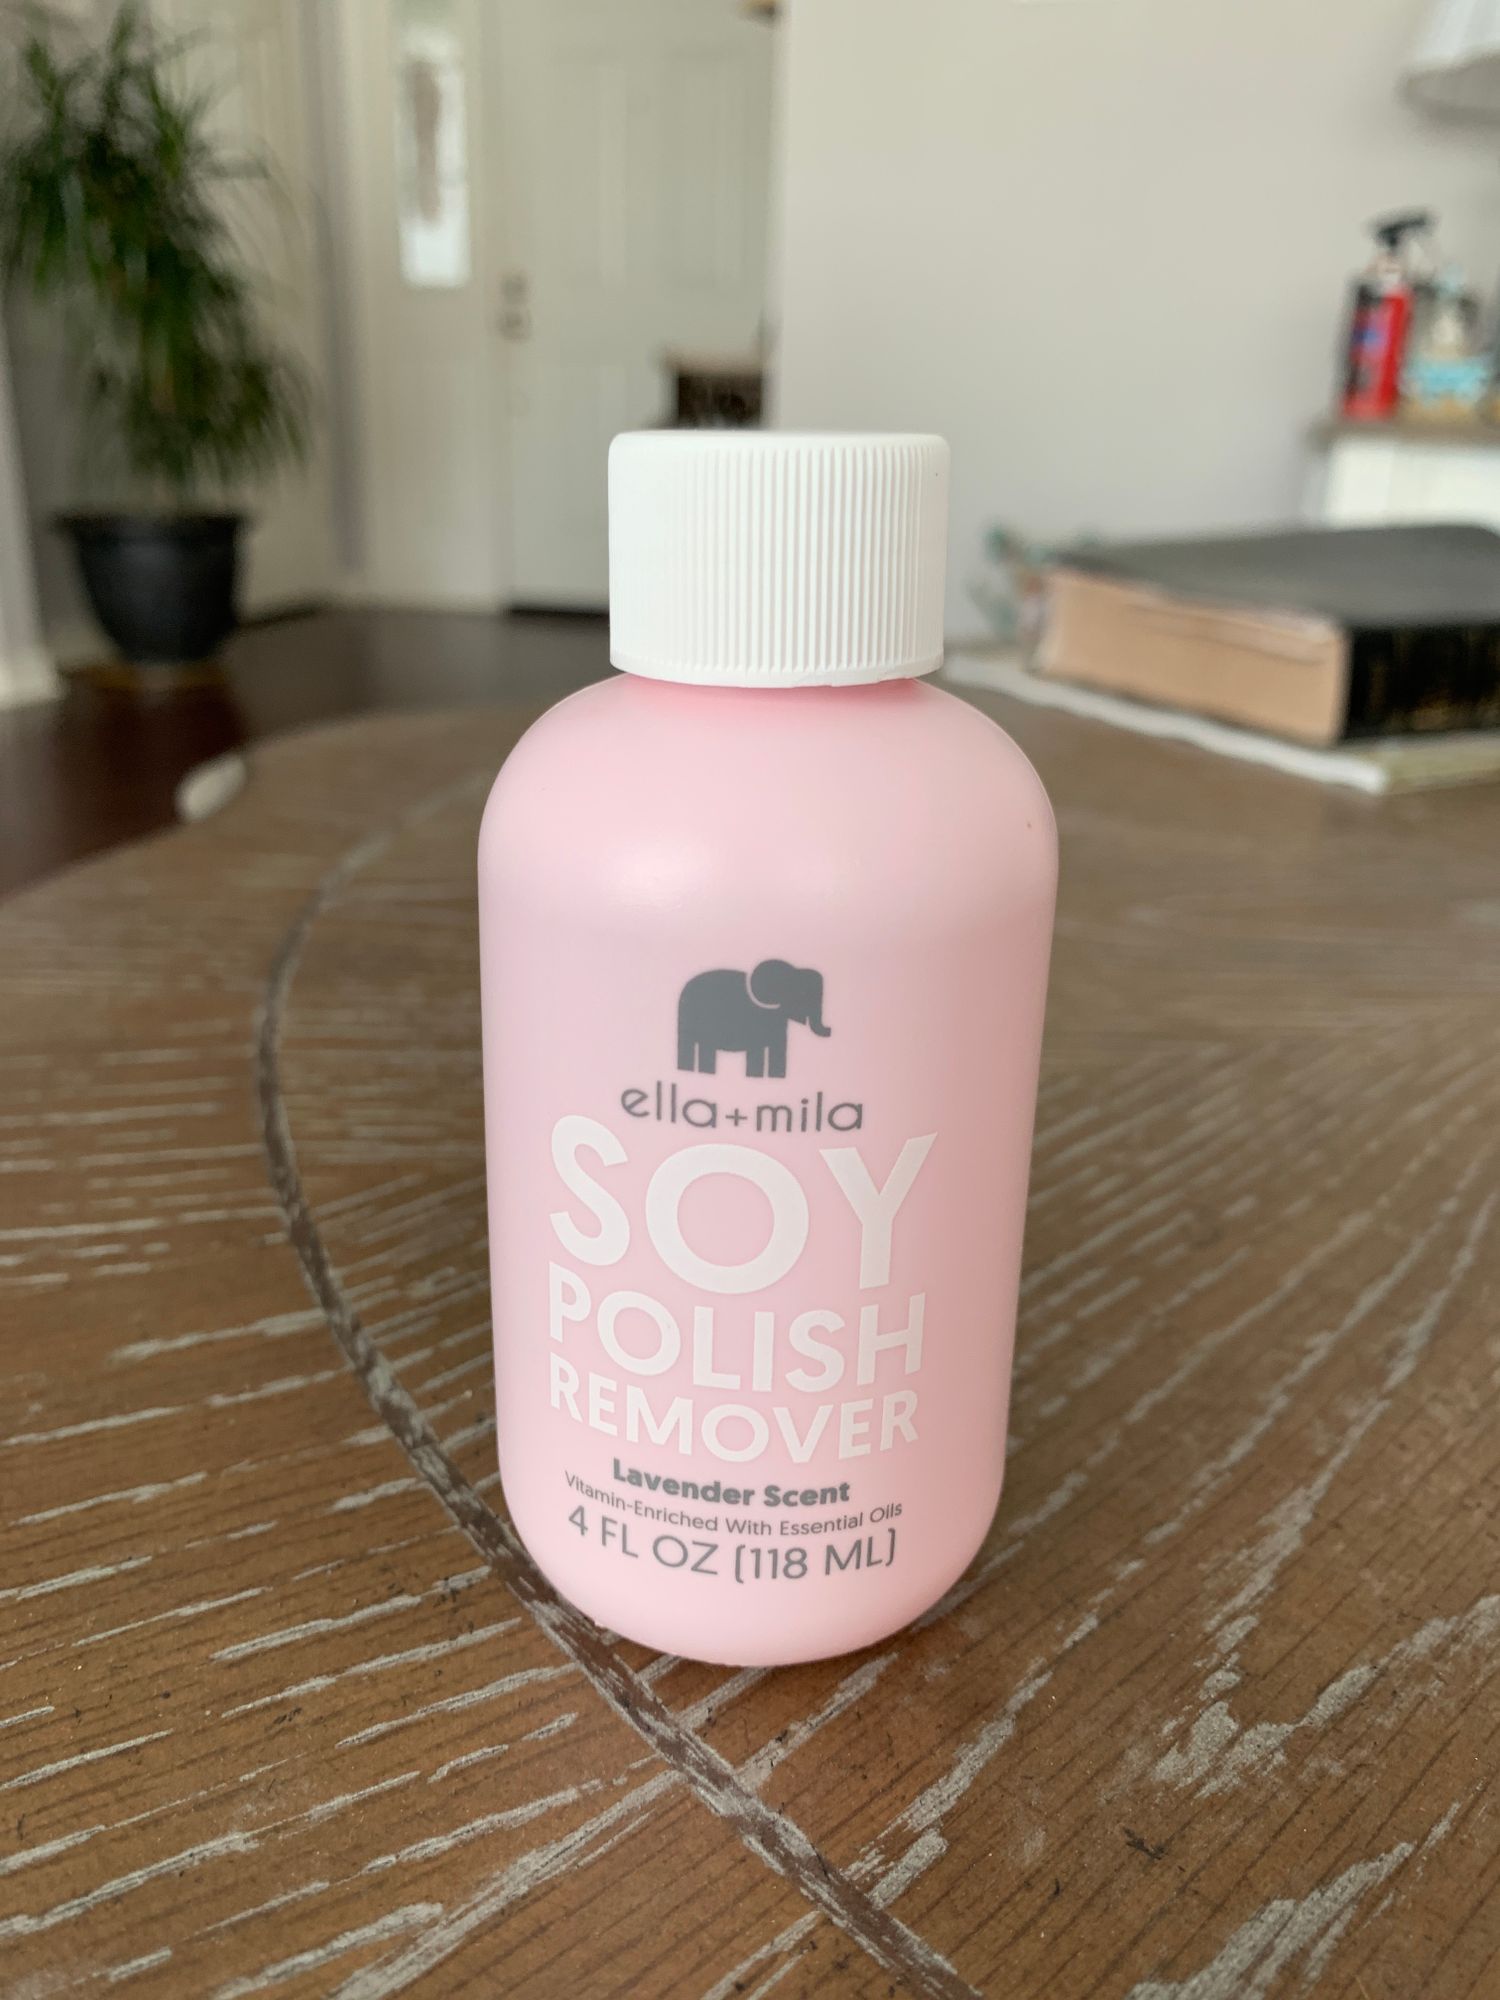 ella+mila
SOY
POLISH
REMOVER
Lavender Scent
Vitamin-Enriched With Essential Oils
4 FL OZ (118 ML)